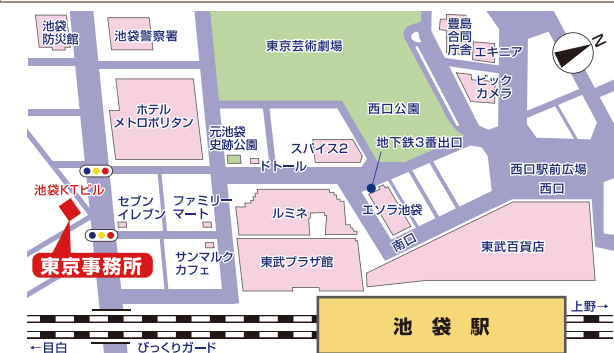 池袋
防災館
池袋警察署
東京芸術劇場
豊島
合同
庁舎
エキニア
N
ビック
カメラ
ホテル
メトロポリタン
西口公園
元池袋
史跡公園
スパイス2
地下鉄3番出口
ドトール
西口駅前広場
西口
池袋KTビル
セブン
イレブン
ファミリー
マート
ルミネ
エソラ池袋
南口
東武百貨店
東京事務所
サンマルク
カフェ
東武プラザ館
池袋駅
上野→
←目白
びっくりガード